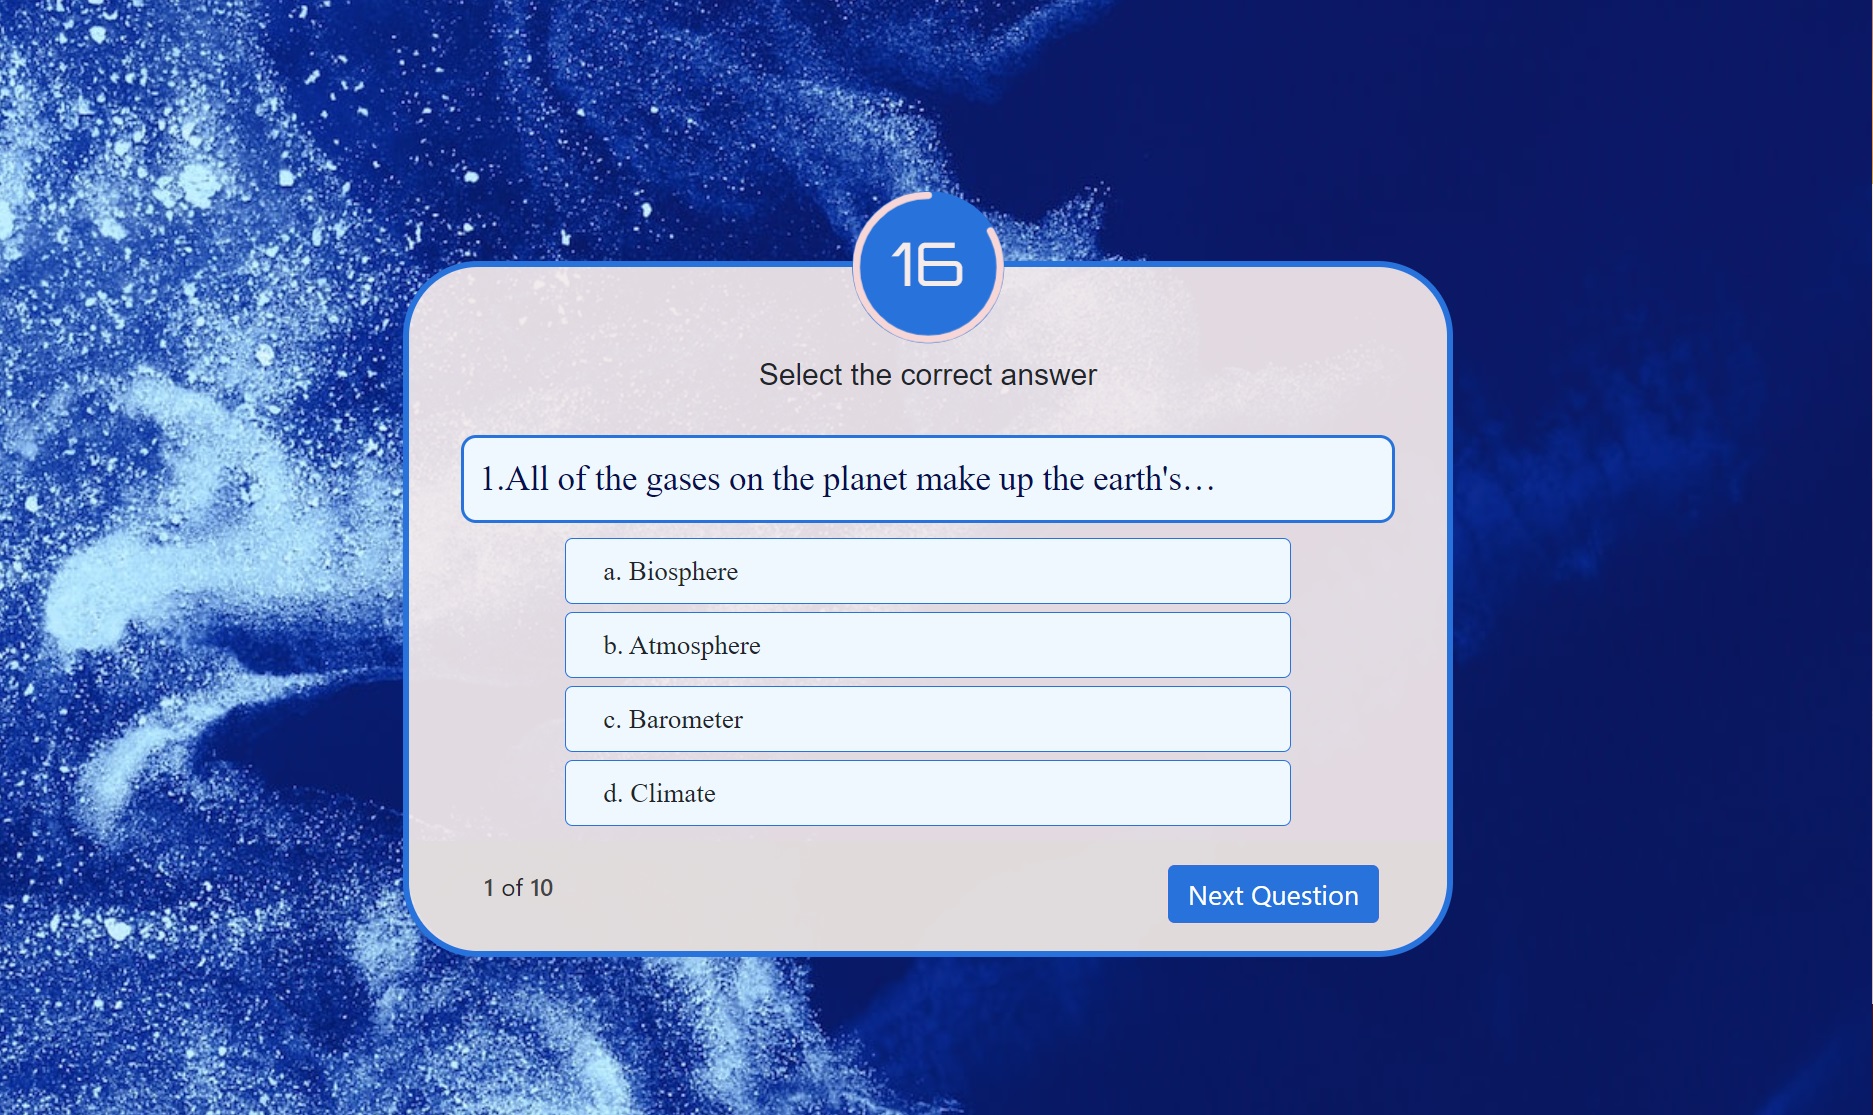 16
Select the correct answer
1.All of the gases on the planet make up the earth's…
a. Biosphere
b. Atmosphere
c. Barometer
d. Climate
1 of 10
Next Question